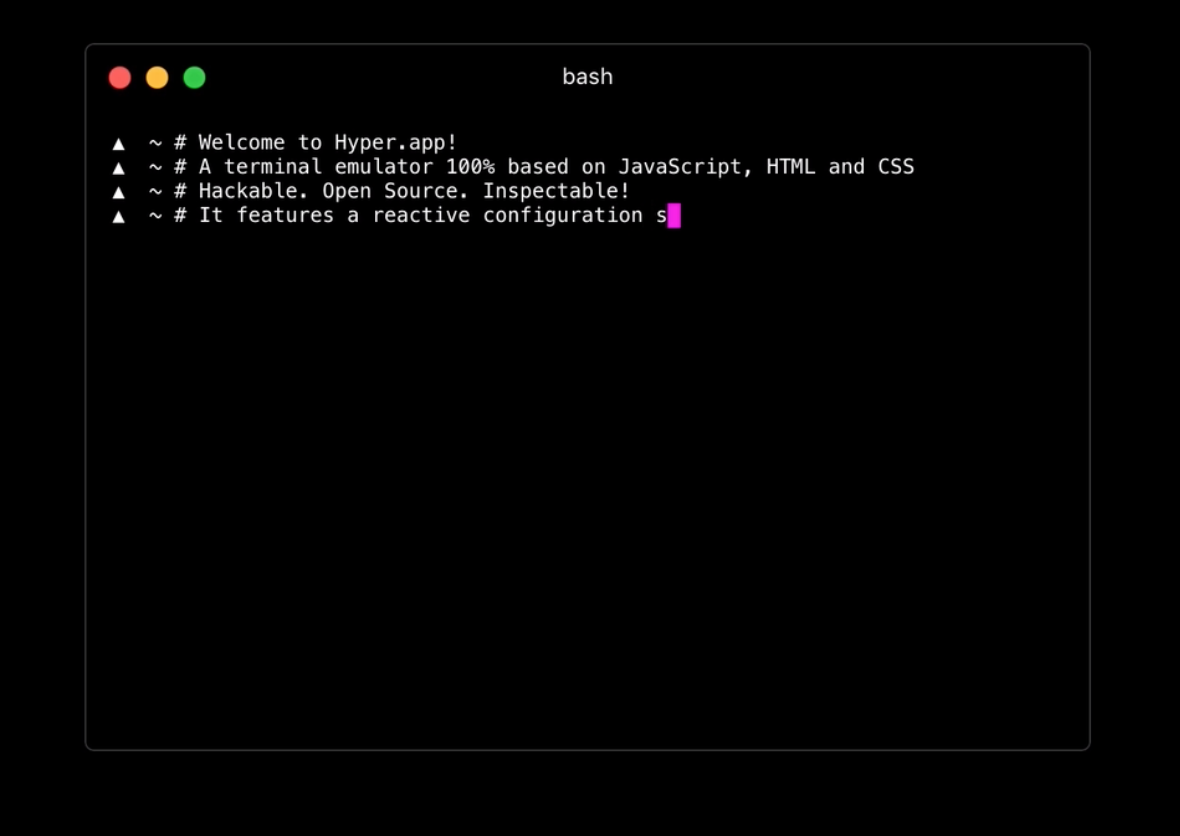 bash
▲ ~ # Welcome to Hyper.app!
▲ ~ # A terminal emulator 100% based on JavaScript, HTML and CSS
▲ ~ # Hackable. Open Source. Inspectable!
▲ ~ # It features a reactive configuration s